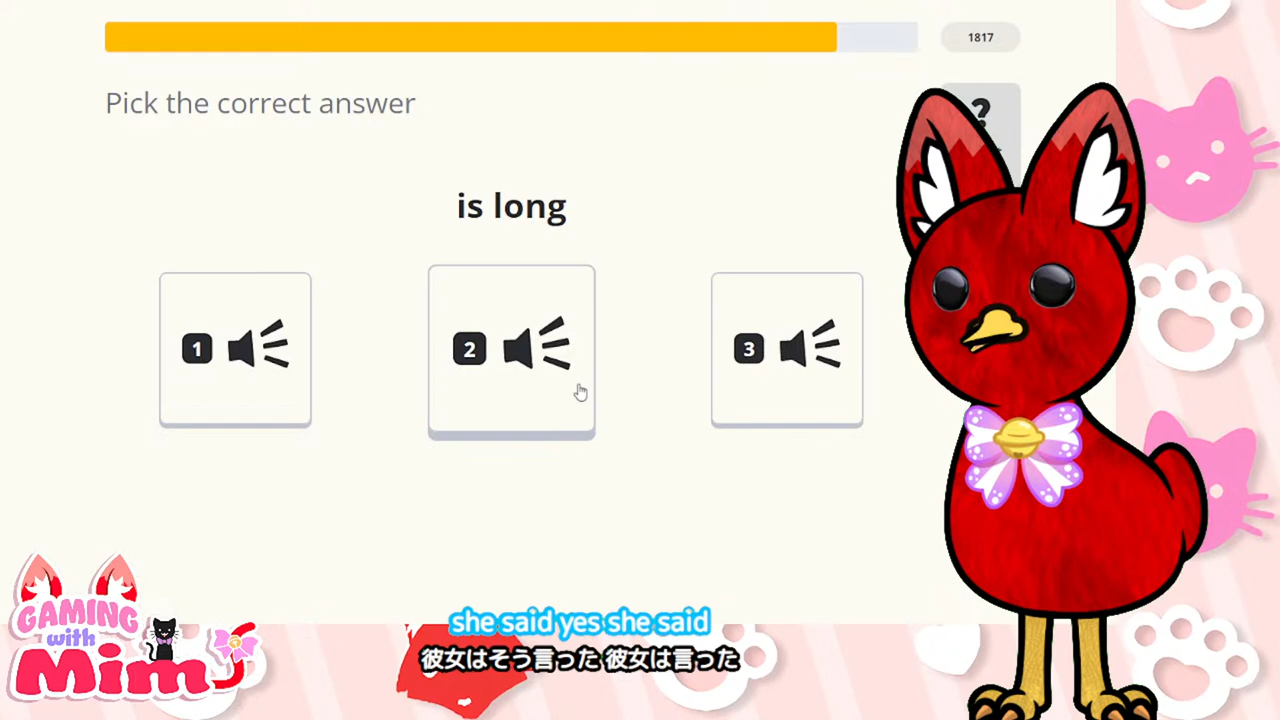 1817
Pick the correct answer
?
is long
1
2
3
GAMING
with
Mim
she said yes she said
彼女はそう言った 彼女は言った